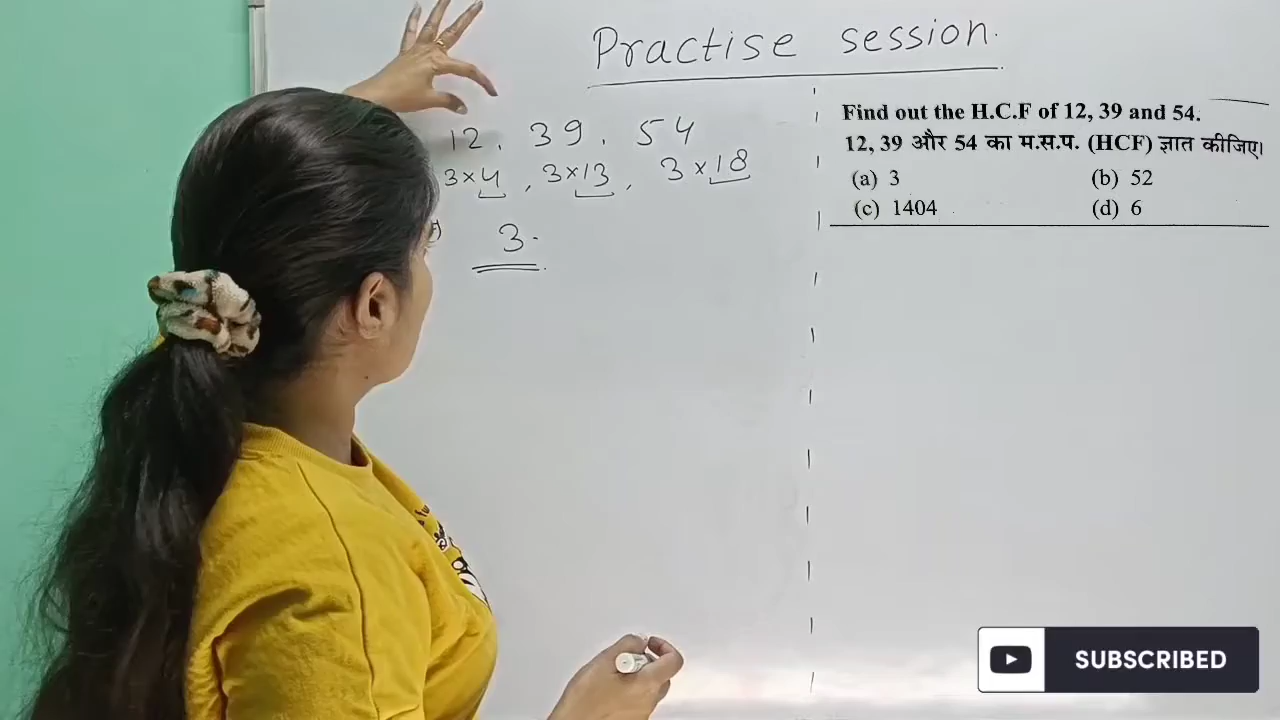 Practise session.
12, 39, 54
3×4, 3×13, 3×18
3.
Find out the H.C.F of 12, 39 and 54.
12, 39 और 54 का म.स.प. (HCF) ज्ञात कीजिए।
(a) 3 (b) 52
(c) 1404 (d) 6
SUBSCRIBED